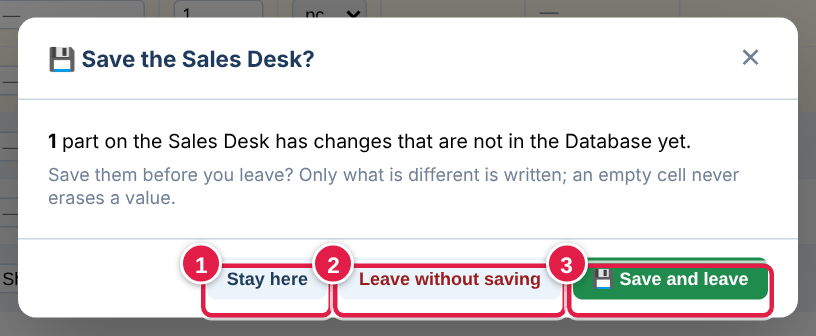 — 1 pc —
💾 Save the Sales Desk? ✕
1 part on the Sales Desk has changes that are not in the Database yet.
Save them before you leave? Only what is different is written; an empty cell never
erases a value.
1 Stay here 2 Leave without saving 3 💾 Save and leave